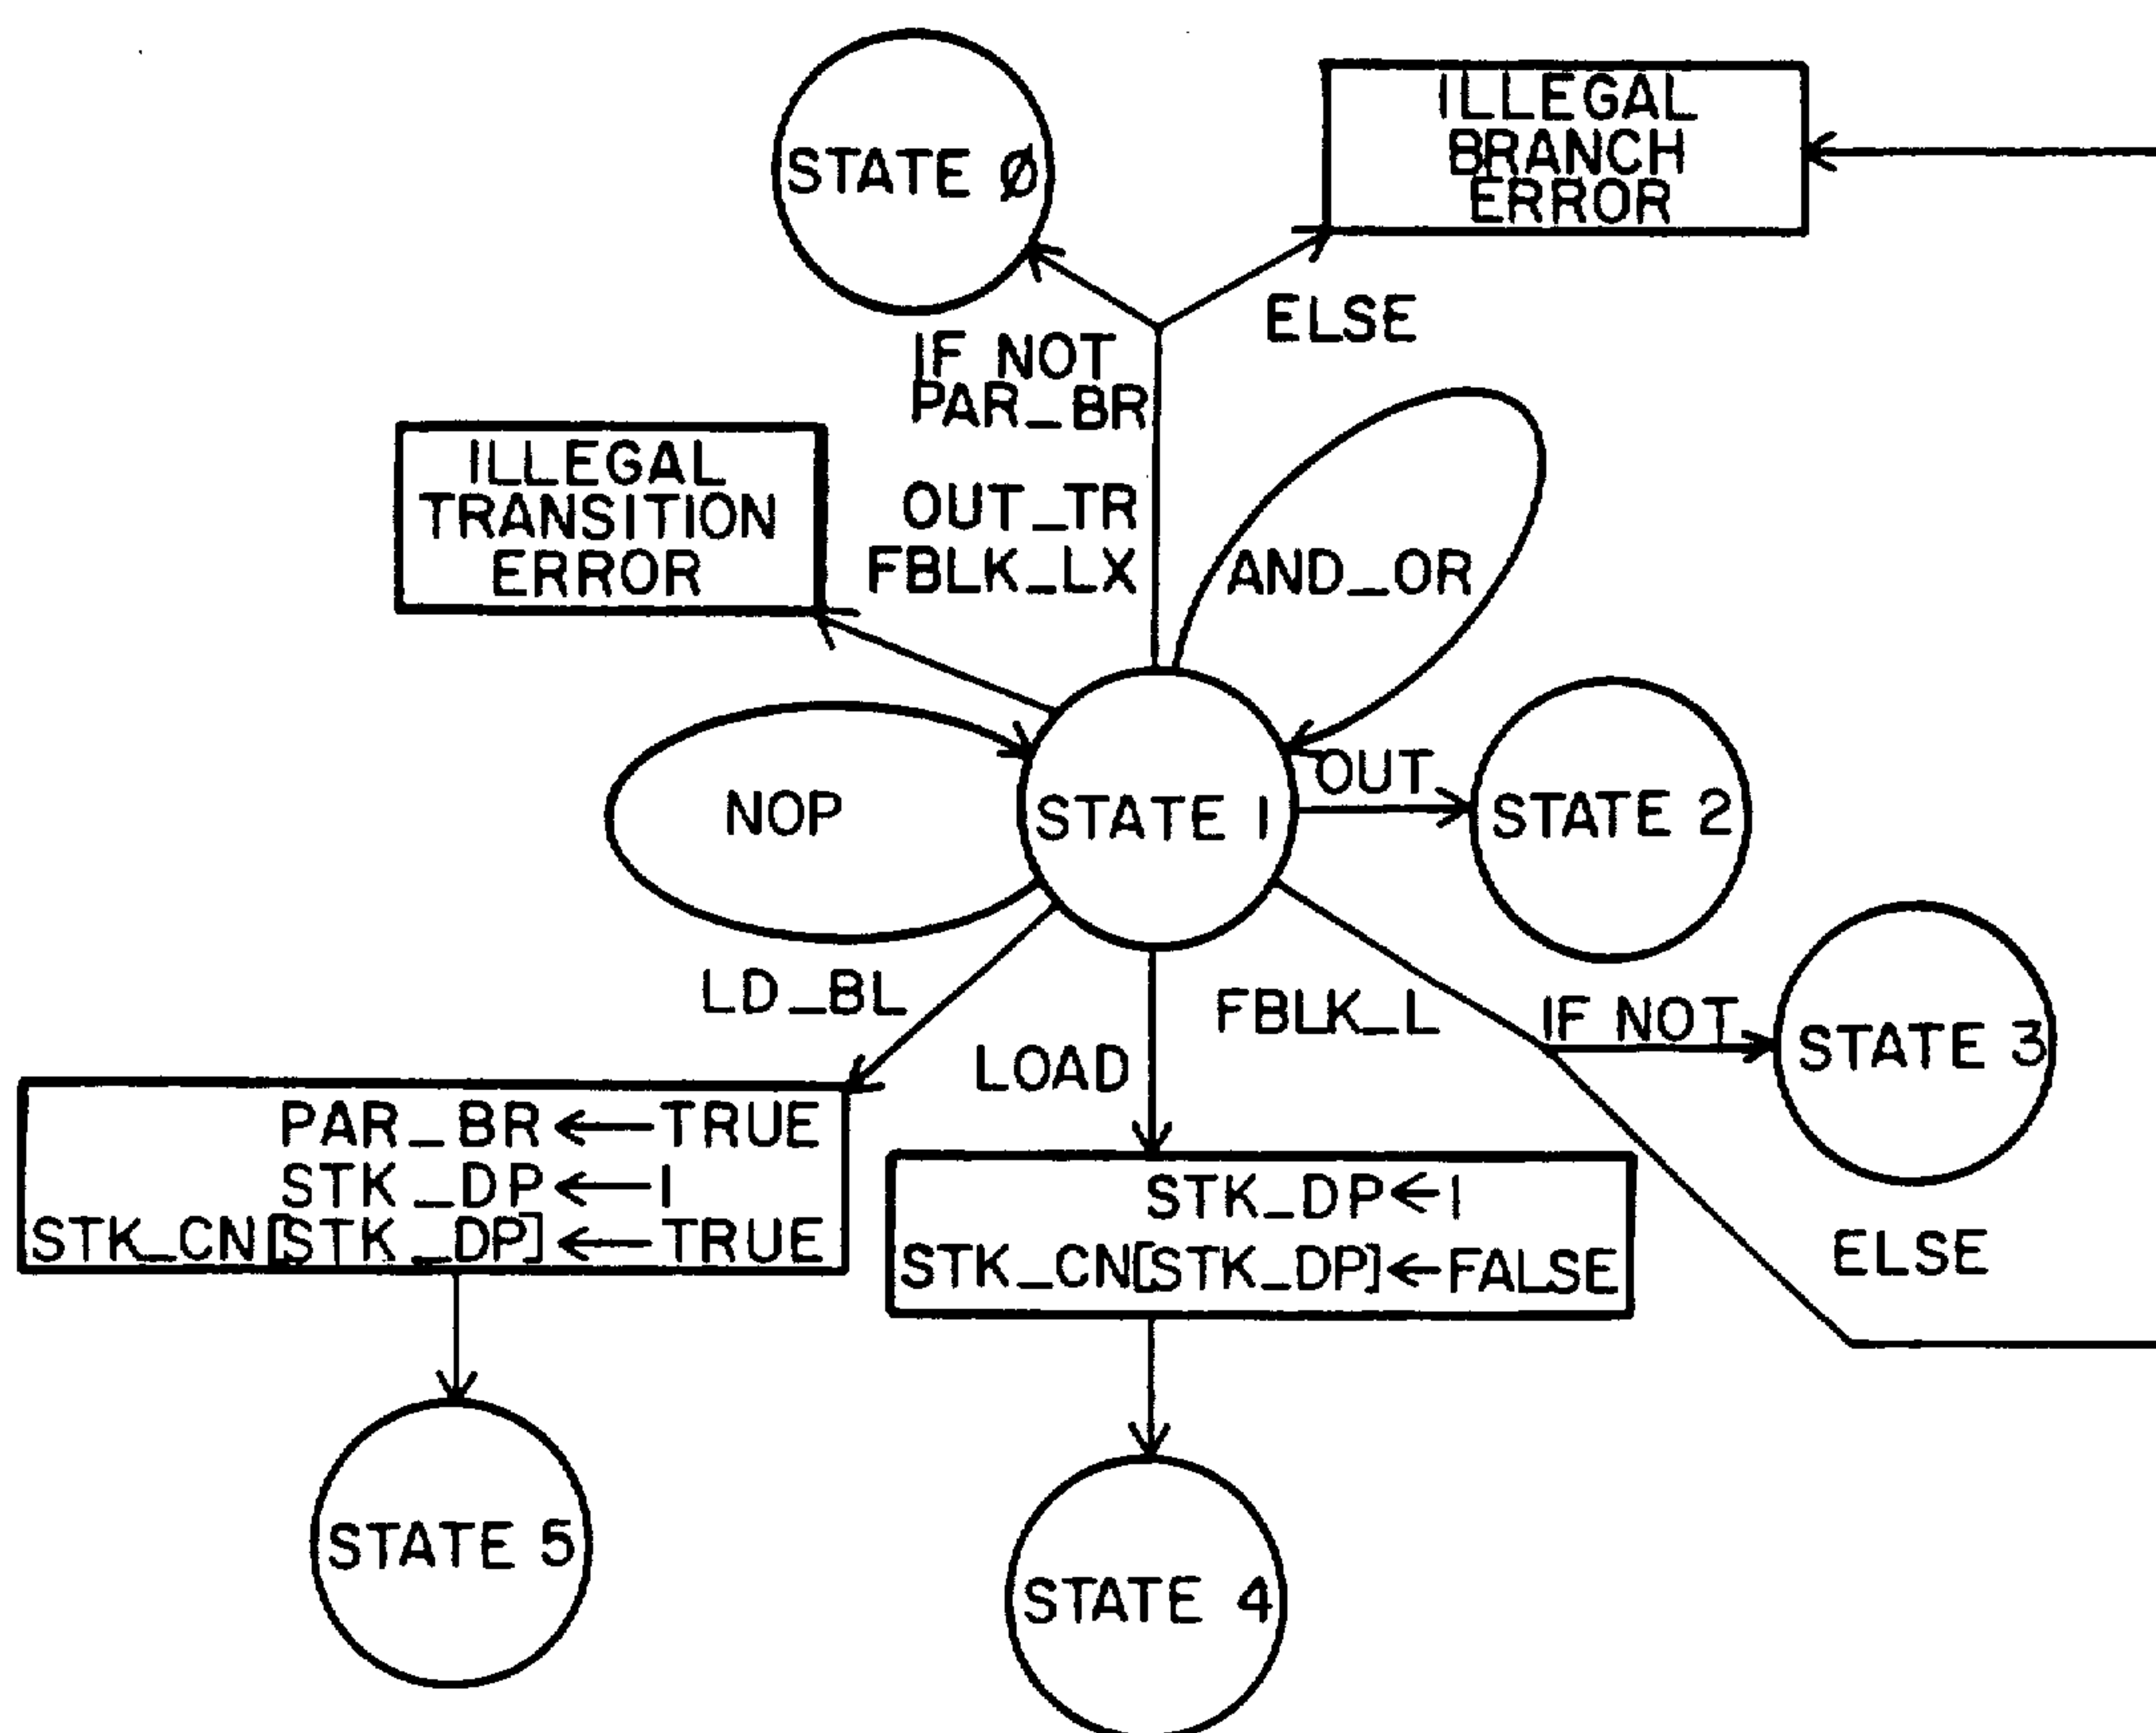 STATE Ø
ILLEGAL
BRANCH
ERROR
ELSE
IF NOT
PAR_BR
ILLEGAL
TRANSITION
ERROR
OUT_TR
FBLK_LX
AND_OR
NOP
STATE 1
OUT
STATE 2
LD_BL
LOAD
FBLK_L
IF NOT
STATE 3
PAR_BR ← TRUE
STK_DP ← 1
STK_CN[STK_DP] ← TRUE
STK_DP ← 1
STK_CN[STK_DP] ← FALSE
ELSE
STATE 5
STATE 4